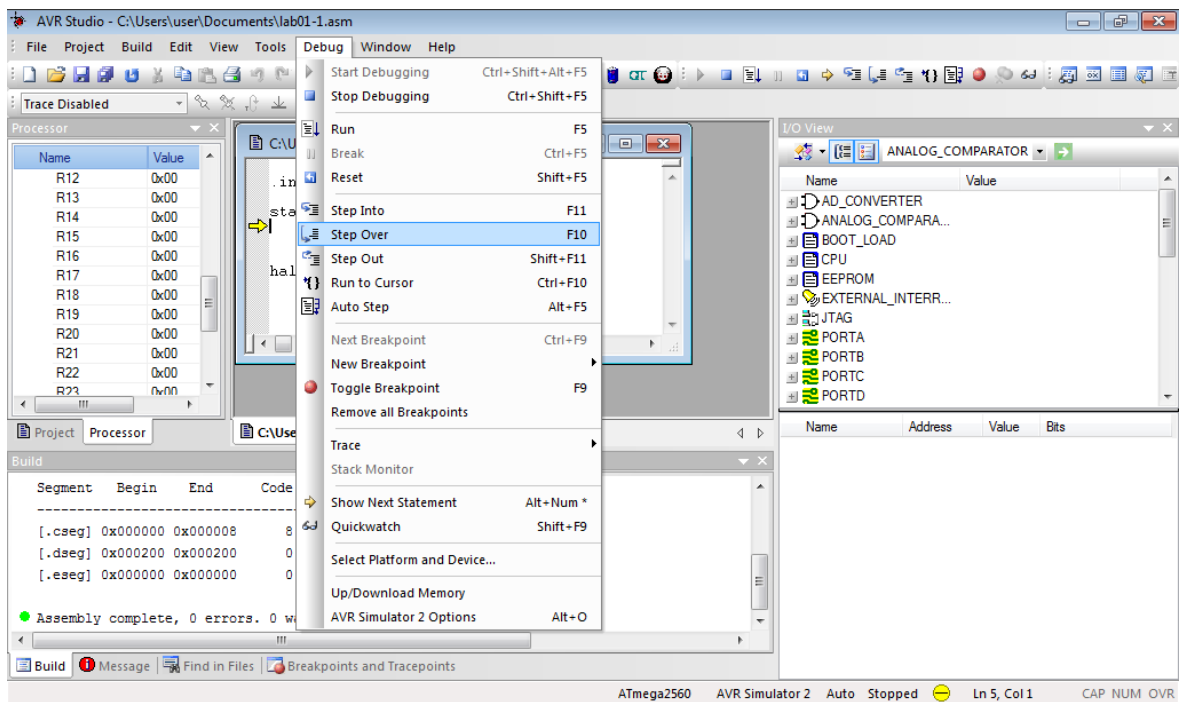 AVR Studio - C:\Users\user\Documents\lab01-1.asm
File Project Build Edit View Tools Debug Window Help
Trace Disabled
Processor
Name Value
R12 0x00
R13 0x00
R14 0x00
R15 0x00
R16 0x00
R17 0x00
R18 0x00
R19 0x00
R20 0x00
R21 0x00
R22 0x00
R23 0x00
Project Processor
C:\U
.in
sta
hal
C:\Use
Start Debugging Ctrl+Shift+Alt+F5
Stop Debugging Ctrl+Shift+F5
Run F5
Break Ctrl+F5
Reset Shift+F5
Step Into F11
Step Over F10
Step Out Shift+F11
Run to Cursor Ctrl+F10
Auto Step Alt+F5
Next Breakpoint Ctrl+F9
New Breakpoint
Toggle Breakpoint F9
Remove all Breakpoints
Trace
Stack Monitor
Show Next Statement Alt+Num *
Quickwatch Shift+F9
Select Platform and Device...
Up/Download Memory
AVR Simulator 2 Options Alt+O
I/O View
ANALOG_COMPARATOR
Name Value
AD_CONVERTER
ANALOG_COMPARA...
BOOT_LOAD
CPU
EEPROM
EXTERNAL_INTERR...
JTAG
PORTA
PORTB
PORTC
PORTD
Name Address Value Bits
Build
Segment Begin End Code
[.cseg] 0x000000 0x000008 8
[.dseg] 0x000200 0x000200 0
[.eseg] 0x000000 0x000000 0
Assembly complete, 0 errors. 0 w
Build Message Find in Files Breakpoints and Tracepoints
ATmega2560 AVR Simulator 2 Auto Stopped Ln 5, Col 1 CAP NUM OVR